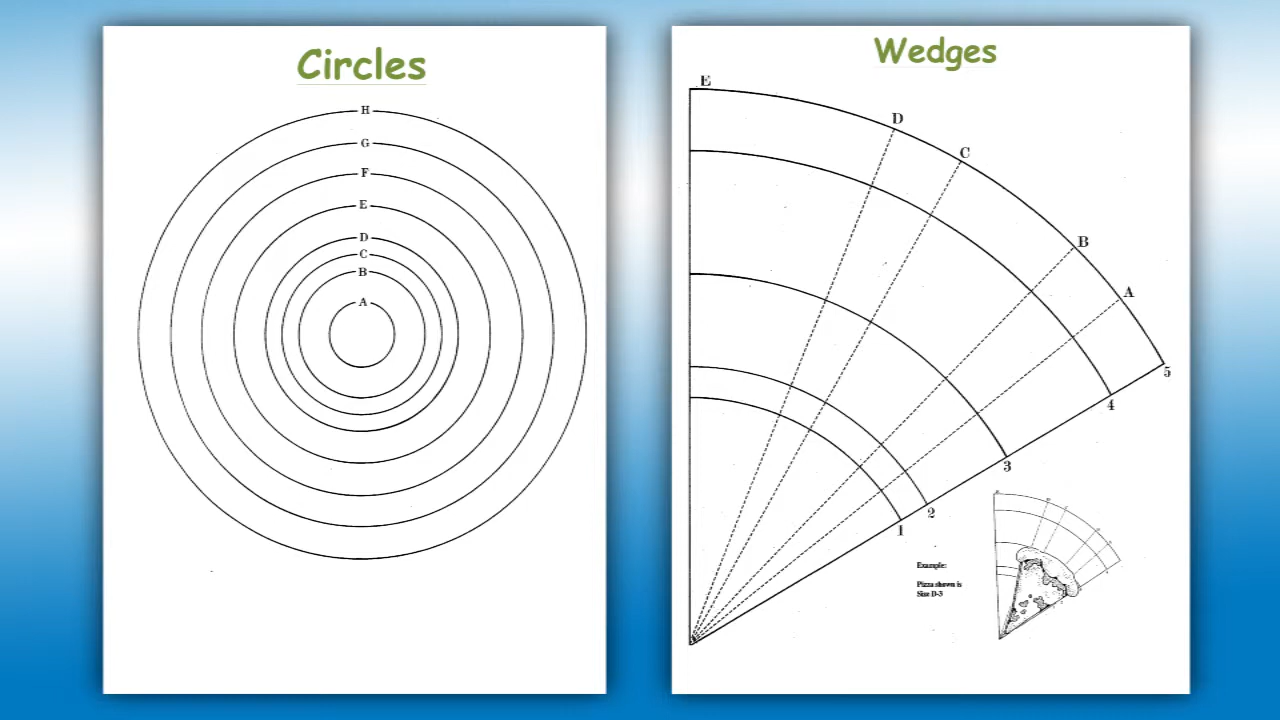 Circles
H
G
F
E
D
C
B
A
Wedges
E
D
C
B
A
5
4
3
2
1
Example:
Pizza shown is
Size D-3